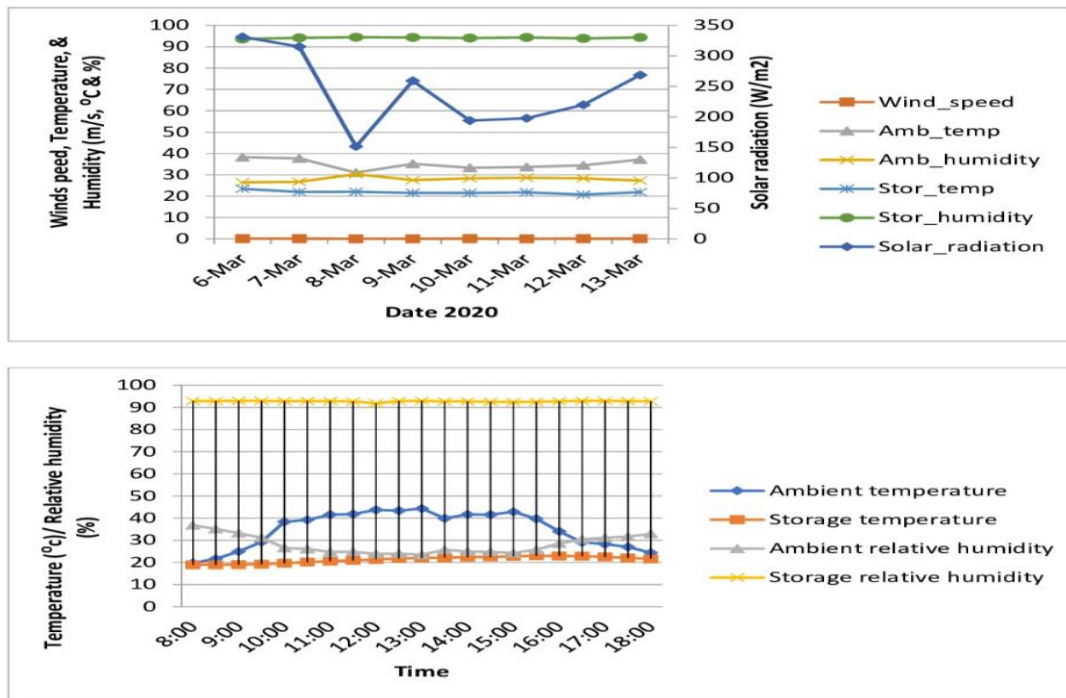 Winds speed, Temperature, &
Humidity (m/s, ⁰C & %)
100
90
80
70
60
50
40
30
20
10
0
350
300
250
200
150
100
50
0
Solar radiation (W/m2)
6-Mar
7-Mar
8-Mar
9-Mar
10-Mar
11-Mar
12-Mar
13-Mar
Date 2020
Wind_speed
Amb_temp
Amb_humidity
Stor_temp
Stor_humidity
Solar_radiation
Temperature (⁰c)/ Relative humidity
(%)
100
90
80
70
60
50
40
30
20
10
0
8:00
9:00
10:00
11:00
12:00
13:00
14:00
15:00
16:00
17:00
18:00
Time
Ambient temperature
Storage temperature
Ambient relative humidity
Storage relative humidity